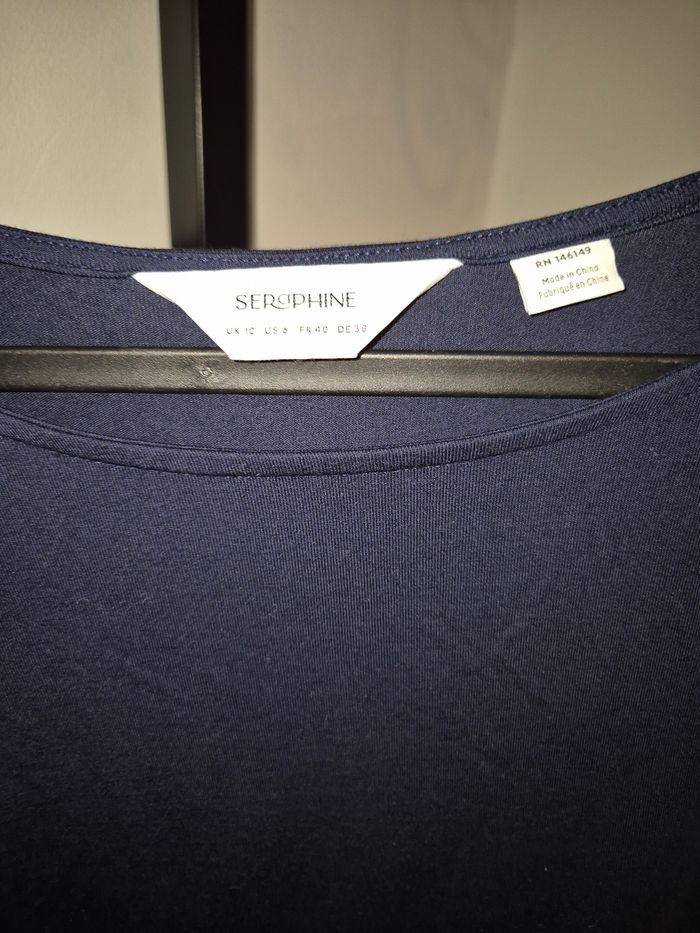 SERaPHINE
UK 10 US 6 FR 40 DE 38
RN 146149
Made in China
Fabriqué en Chine